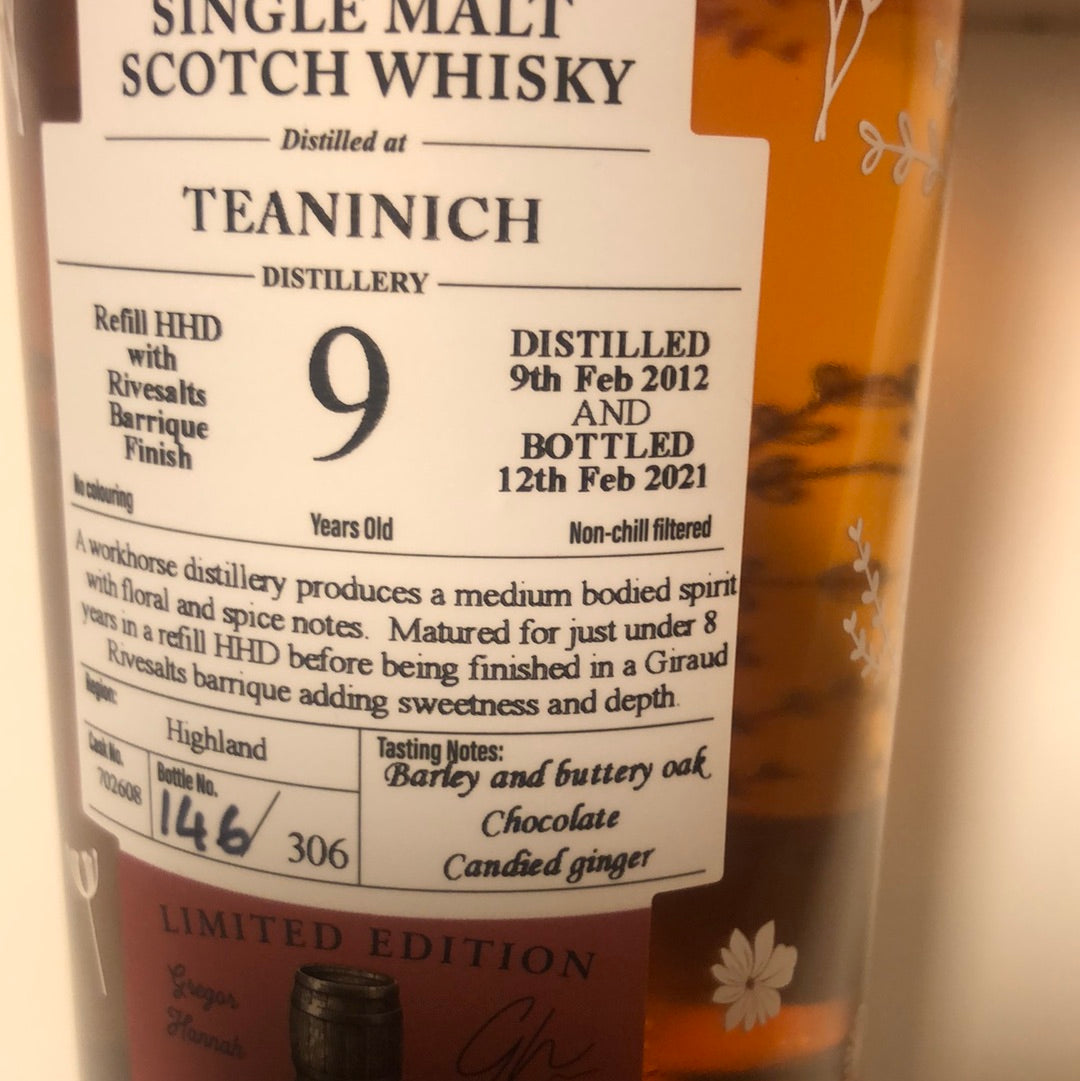 SINGLE MALT
SCOTCH WHISKY
Distilled at
TEANINICH
DISTILLERY
Refill HHD
with
Rivesalts
Barrique
Finish
No colouring
9
Years Old
DISTILLED
9th Feb 2012
AND
BOTTLED
12th Feb 2021
Non-chill filtered
A workhorse distillery produces a medium bodied spirit
with floral and spice notes. Matured for just under 8
years in a refill HHD before being finished in a Giraud
Rivesalts barrique adding sweetness and depth.
Region:
Highland
Cask No.
702608
Bottle No.
146/ 306
Tasting Notes:
Barley and buttery oak
Chocolate
Candied ginger
LIMITED EDITION
Gregor
Hannah
Gh